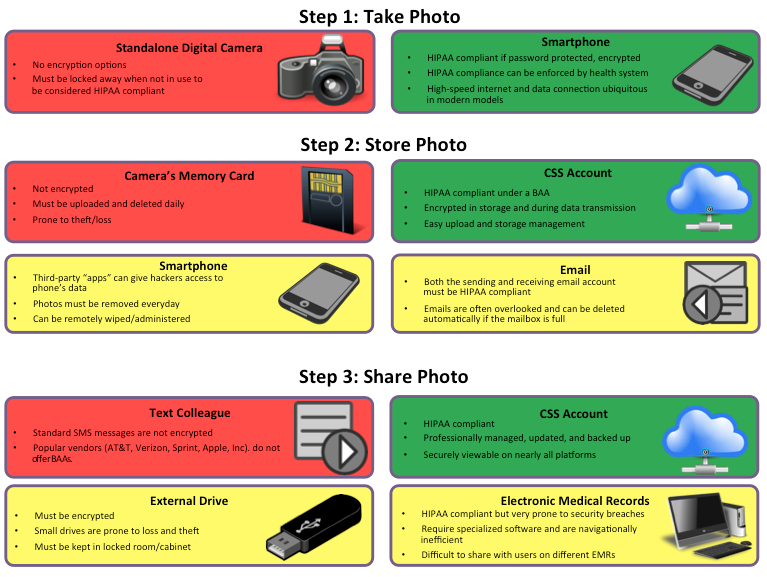 Step 1: Take Photo
Standalone Digital Camera
• No encryption options
• Must be locked away when not in use to
be considered HIPAA compliant
Smartphone
• HIPAA compliant if password protected, encrypted
• HIPAA compliance can be enforced by health system
• High-speed internet and data connection ubiquitous
in modern models
Step 2: Store Photo
Camera's Memory Card
• Not encrypted
• Must be uploaded and deleted daily
• Prone to theft/loss
CSS Account
• HIPAA compliant under a BAA
• Encrypted in storage and during data transmission
• Easy upload and storage management
Smartphone
• Third-party “apps” can give hackers access to
phone's data
• Photos must be removed everyday
• Can be remotely wiped/administered
Email
• Both the sending and receiving email account
must be HIPAA compliant
• Emails are often overlooked and can be deleted
automatically if the mailbox is full
Step 3: Share Photo
Text Colleague
• Standard SMS messages are not encrypted
• Popular vendors (AT&T, Verizon, Sprint, Apple, Inc). do not
offerBAAs.
CSS Account
• HIPAA compliant
• Professionally managed, updated, and backed up
• Securely viewable on nearly all platforms
External Drive
• Must be encrypted
• Small drives are prone to loss and theft
• Must be kept in locked room/cabinet
Electronic Medical Records
• HIPAA compliant but very prone to security breaches
• Require specialized software and are navigationally
inefficient
• Difficult to share with users on different EMRs